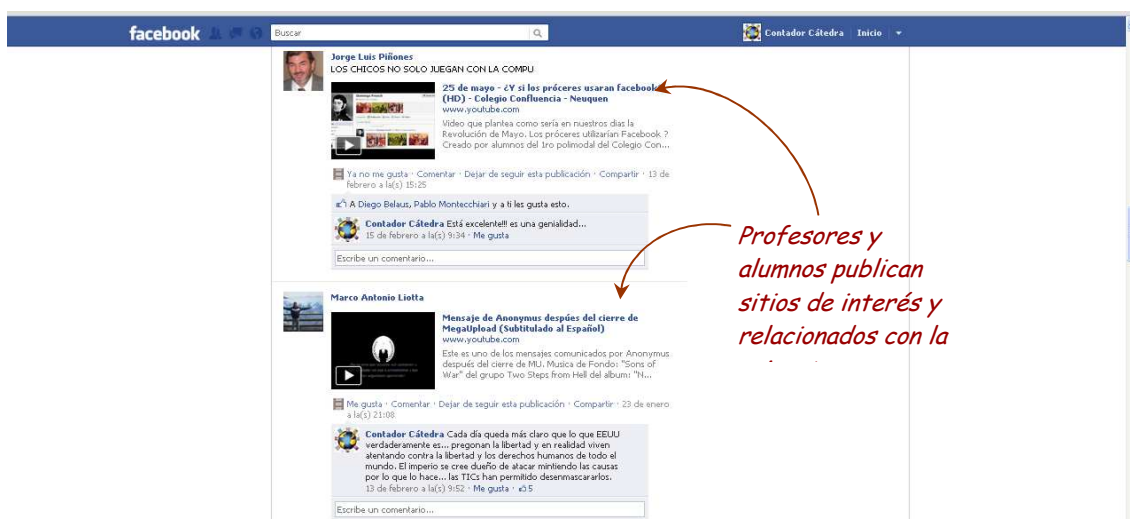 facebook
Buscar
Contador Cátedra Inicio
Jorge Luis Piñones
LOS CHICOS NO SOLO JUEGAN CON LA COMPU
25 de mayo - ¿Y si los próceres usaran facebook?
(HD) - Colegio Confluencia - Neuquen
www.youtube.com
Video que plantea como sería en nuestros dias la
Revolución de Mayo. Los próceres utilizarían Facebook ?
Creado por alumnos del 1ro polimodal del Colegio Con...
Ya no me gusta · Comentar · Dejar de seguir esta publicación · Compartir · 13 de
febrero a la(s) 15:25
A Diego Belaus, Pablo Montecchiari y a ti les gusta esto.
Contador Cátedra Está excelente!!! es una genialidad...
15 de febrero a la(s) 9:34 · Me gusta
Escribe un comentario...
Profesores y
alumnos publican
sitios de interés y
relacionados con la
Marco Antonio Liotta
Mensaje de Anonymus despúes del cierre de
MegaUpload (Subtitulado al Español)
www.youtube.com
Este es uno de los mensajes comunicados por Anonymus
después del cierre de MU. Musica de Fondo: "Sons of
War" del grupo Two Steps from Hell del album: "N...
Me gusta · Comentar · Dejar de seguir esta publicación · Compartir · 23 de enero
a la(s) 21:08
Contador Cátedra Cada día queda más claro que lo que EEUU
verdaderamente es... pregonan la libertad y en realidad viven
atentando contra la libertad y los derechos humanos de todo el
mundo. El imperio se cree dueño de atacar mintiendo las causas
por lo que lo hace... las TICs han permitido desenmascararlos.
13 de febrero a la(s) 9:52 · Me gusta · 5
Escribe un comentario...